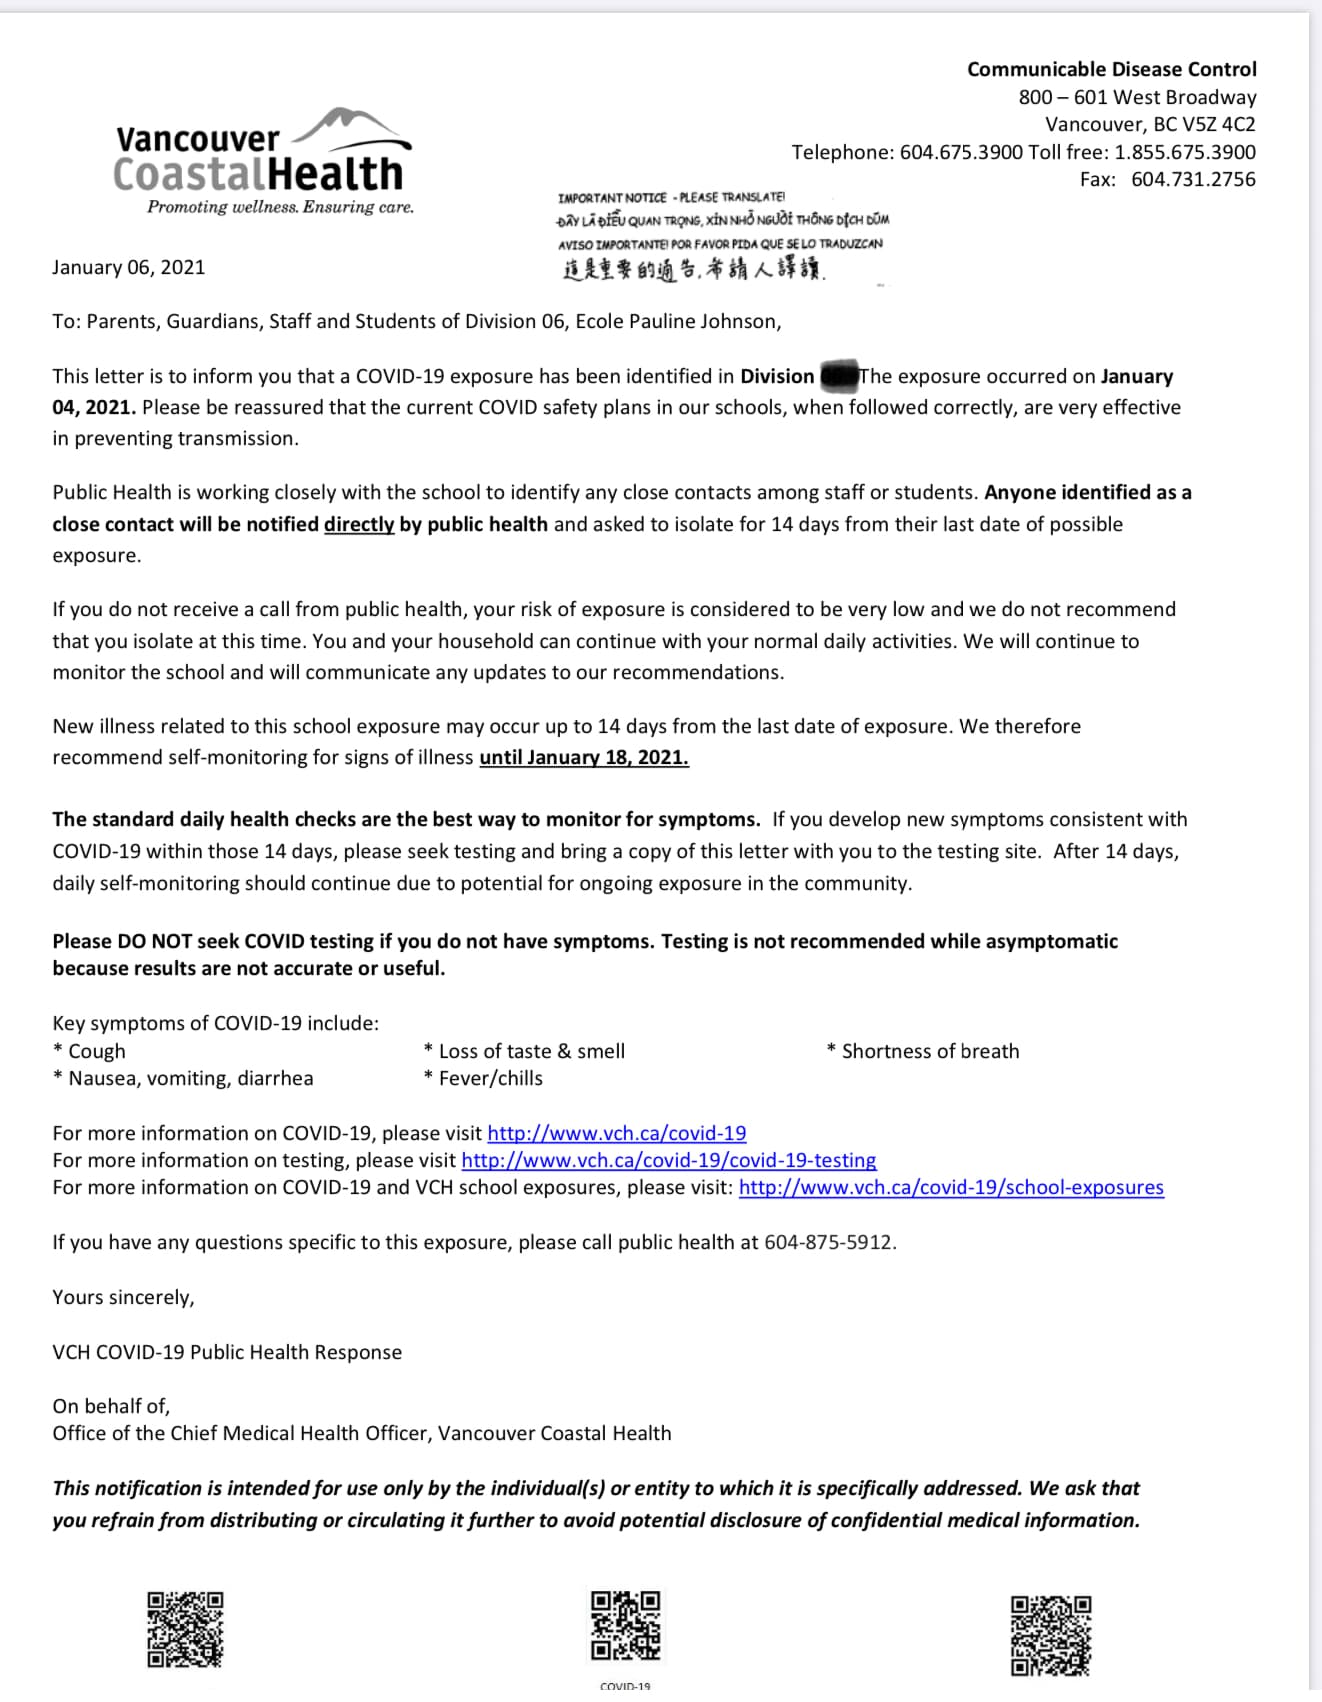 Communicable Disease Control
800 – 601 West Broadway
Vancouver, BC V5Z 4C2
Telephone: 604.675.3900 Toll free: 1.855.675.3900
Fax: 604.731.2756
Vancouver
CoastalHealth
Promoting wellness. Ensuring care.
IMPORTANT NOTICE - PLEASE TRANSLATE!
ĐÂY LÀ ĐIỀU QUAN TRỌNG, XIN NHỜ NGƯỜI THÔNG DỊCH DÙM
AVISO IMPORTANTE! POR FAVOR PIDA QUE SE LO TRADUZCAN
這是重要的通告,希請人譯讀.
January 06, 2021
To: Parents, Guardians, Staff and Students of Division 06, Ecole Pauline Johnson,
This letter is to inform you that a COVID-19 exposure has been identified in Division The exposure occurred on January
04, 2021. Please be reassured that the current COVID safety plans in our schools, when followed correctly, are very effective
in preventing transmission.
Public Health is working closely with the school to identify any close contacts among staff or students. Anyone identified as a
close contact will be notified directly by public health and asked to isolate for 14 days from their last date of possible
exposure.
If you do not receive a call from public health, your risk of exposure is considered to be very low and we do not recommend
that you isolate at this time. You and your household can continue with your normal daily activities. We will continue to
monitor the school and will communicate any updates to our recommendations.
New illness related to this school exposure may occur up to 14 days from the last date of exposure. We therefore
recommend self-monitoring for signs of illness until January 18, 2021.
The standard daily health checks are the best way to monitor for symptoms. If you develop new symptoms consistent with
COVID-19 within those 14 days, please seek testing and bring a copy of this letter with you to the testing site. After 14 days,
daily self-monitoring should continue due to potential for ongoing exposure in the community.
Please DO NOT seek COVID testing if you do not have symptoms. Testing is not recommended while asymptomatic
because results are not accurate or useful.
Key symptoms of COVID-19 include:
* Cough * Loss of taste & smell * Shortness of breath
* Nausea, vomiting, diarrhea * Fever/chills
For more information on COVID-19, please visit http://www.vch.ca/covid-19
For more information on testing, please visit http://www.vch.ca/covid-19/covid-19-testing
For more information on COVID-19 and VCH school exposures, please visit: http://www.vch.ca/covid-19/school-exposures
If you have any questions specific to this exposure, please call public health at 604-875-5912.
Yours sincerely,
VCH COVID-19 Public Health Response
On behalf of,
Office of the Chief Medical Health Officer, Vancouver Coastal Health
This notification is intended for use only by the individual(s) or entity to which it is specifically addressed. We ask that
you refrain from distributing or circulating it further to avoid potential disclosure of confidential medical information.
COVID-19